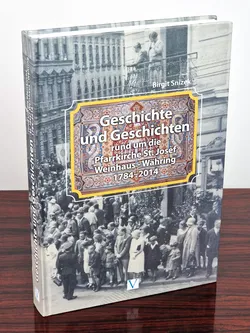 Birgit Snizek
Geschichte
und Geschichten
rund um die
Pfarrkirche St. Josef
Weinhaus - Währing
1784-2014
V